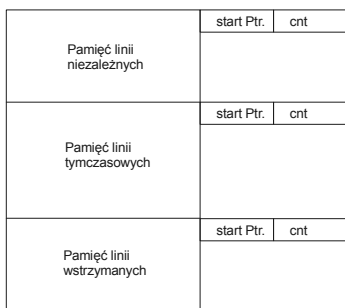 start Ptr. cnt
Pamięć linii
niezależnych
start Ptr. cnt
Pamięć linii
tymczasowych
start Ptr. cnt
Pamięć linii
wstrzymanych